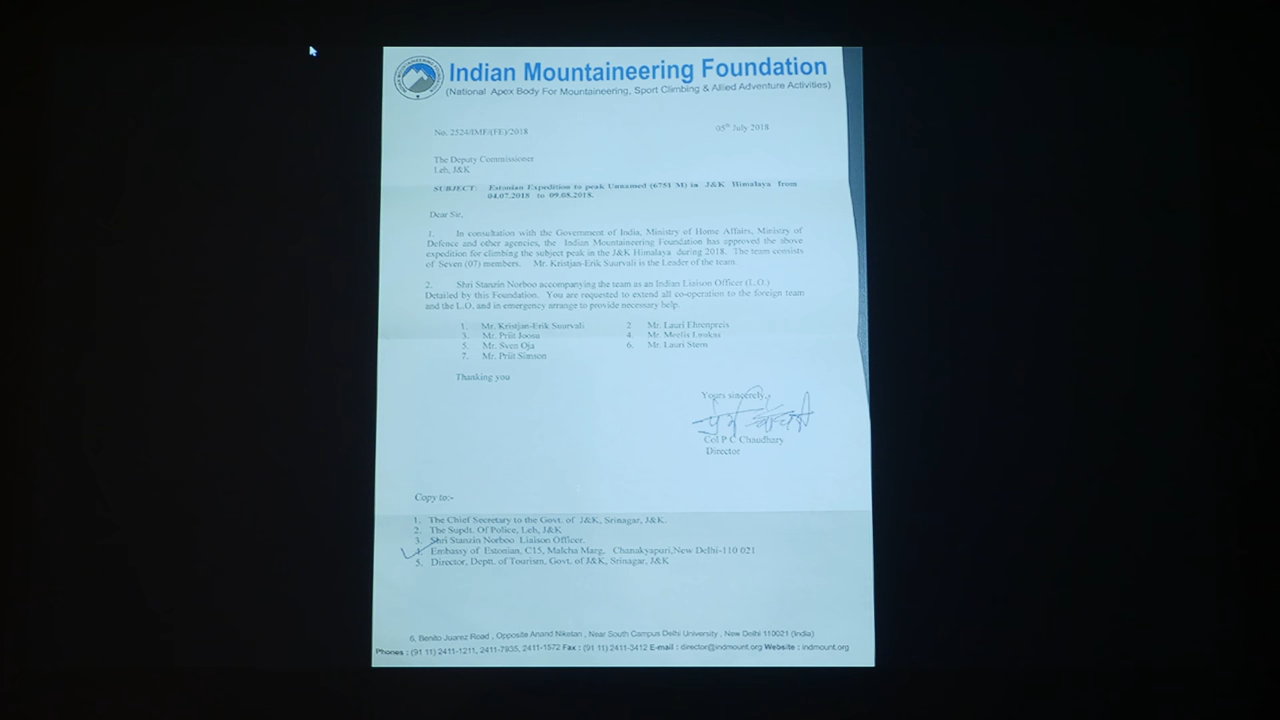 Indian Mountaineering Foundation
(National Apex Body For Mountaineering, Sport Climbing & Allied Adventure Activities)
No. 2524/IMF/(FE)/2018
05th July 2018
The Deputy Commissioner
Leh, J&K
SUBJECT: Estonian Expedition to peak Unnamed (6751 M) in J&K Himalaya from
04.07.2018 to 09.08.2018.
Dear Sir,
1. In consultation with the Government of India, Ministry of Home Affairs, Ministry of
Defence and other agencies, the Indian Mountaineering Foundation has approved the above
expedition for climbing the subject peak in the J&K Himalaya during 2018. The team consists
of Seven (07) members. Mr. Kristjan-Erik Suurvali is the Leader of the team.
2. Shri Stanzin Norboo accompanying the team as an Indian Liaison Officer (L.O.)
Detailed by this Foundation. You are requested to extend all co-operation to the foreign team
and the L.O. and in emergency arrange to provide necessary help.
1. Mr. Kristjan-Erik Suurvali 2 Mr. Lauri Ehrenpreis
3. Mr. Priit Joosu 4. Mr. Meelis Luukas
5. Mr. Sven Oja 6. Mr. Lauri Stern
7. Mr. Priit Simson
Thanking you
Yours sincerely,
Col P C Chaudhary
Director
Copy to:-
1. The Chief Secretary to the Govt. of J&K, Srinagar, J&K.
2. The Supdt. Of Police, Leh, J&K
3. Shri Stanzin Norboo Liaison Officer.
4. Embassy of Estonian, C15, Malcha Marg, Chanakyapuri,New Delhi-110 021
5. Director, Deptt. of Tourism, Govt. of J&K, Srinagar, J&K
6, Benito Juarez Road , Opposite Anand Niketan , Near South Campus Delhi University , New Delhi 110021 (India)
Phones : (91 11) 2411-1211, 2411-7935, 2411-1572 Fax : (91 11) 2411-3412 E-mail : director@indmount.org Website : indmount.org